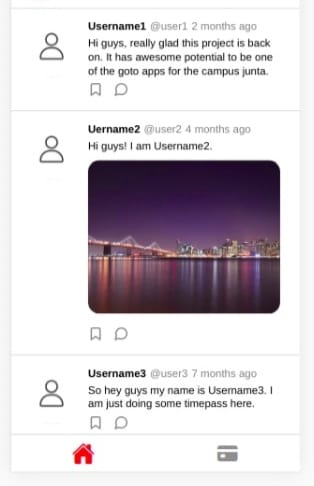 Username1 @user1 2 months ago
Hi guys, really glad this project is back
on. It has awesome potential to be one
of the goto apps for the campus junta.
Uername2 @user2 4 months ago
Hi guys! I am Username2.
Username3 @user3 7 months ago
So hey guys my name is Username3. I
am just doing some timepass here.